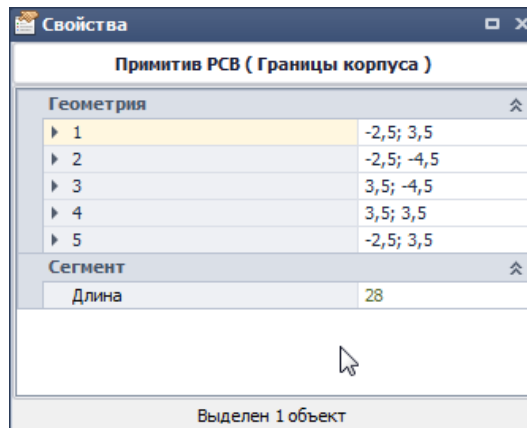 Свойства
Примитив PCB ( Границы корпуса )
Геометрия
1 -2,5; 3,5
2 -2,5; -4,5
3 3,5; -4,5
4 3,5; 3,5
5 -2,5; 3,5
Сегмент
Длина 28
Выделен 1 объект